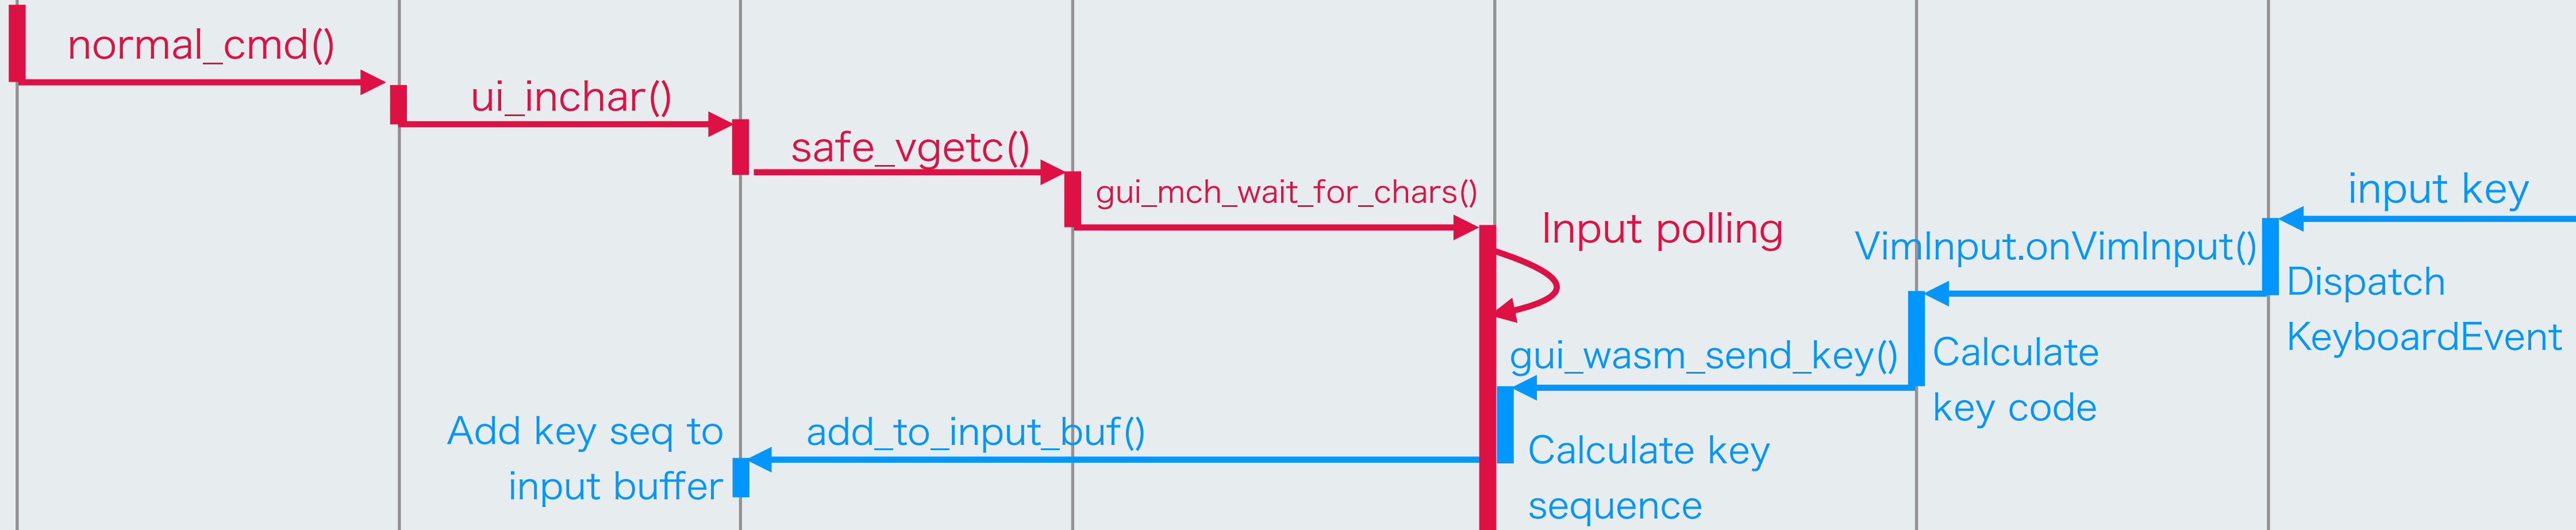 normal_cmd()
ui_inchar()
safe_vgetc()
gui_mch_wait_for_chars()
Input polling
input key
VimInput.onVimInput()
Dispatch
KeyboardEvent
gui_wasm_send_key()
Calculate
key code
add_to_input_buf()
Add key seq to
input buffer
Calculate key
sequence